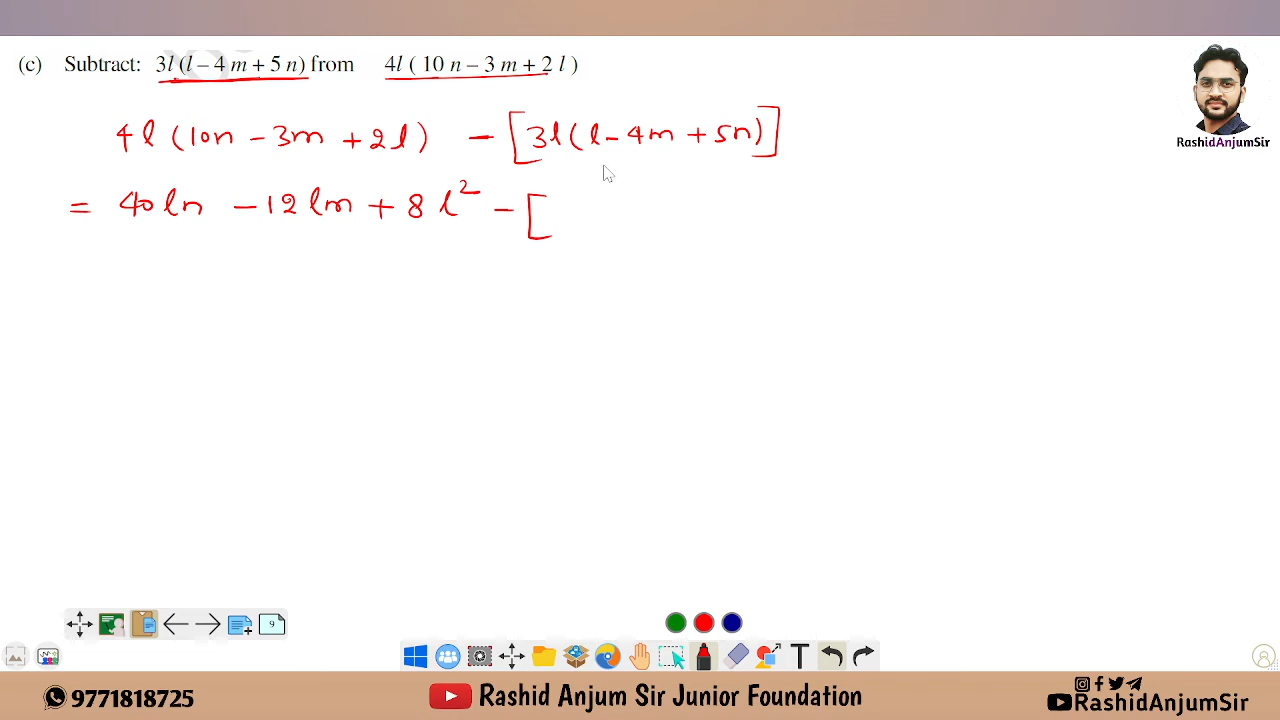 (c) Subtract: 3l (l – 4 m + 5 n) from 4l ( 10 n – 3 m + 2 l )
4l (10n – 3m + 2l) – [3l(l – 4m + 5n)]
= 40ln – 12lm + 8l² – [
RashidAnjumSir
9
T
9771818725
Rashid Anjum Sir Junior Foundation
@RashidAnjumSir